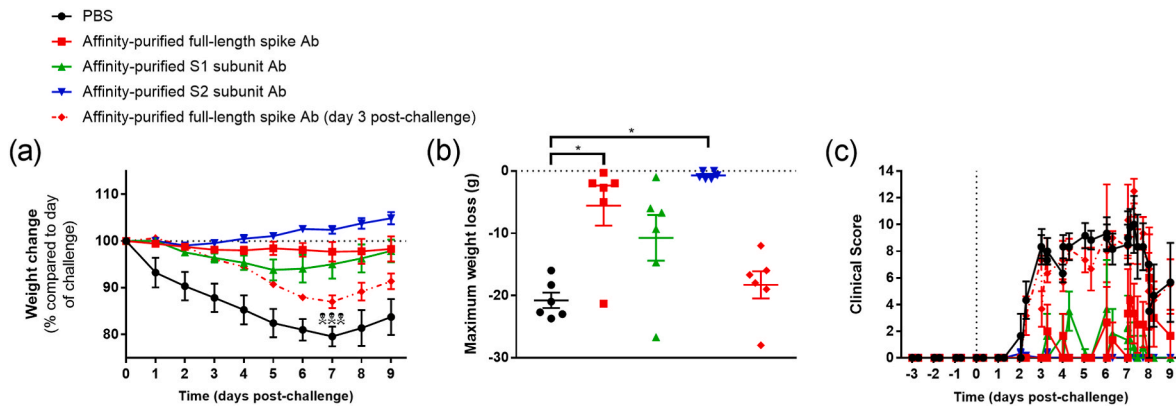 PBS
Affinity-purified full-length spike Ab
Affinity-purified S1 subunit Ab
Affinity-purified S2 subunit Ab
Affinity-purified full-length spike Ab (day 3 post-challenge)
(a)
Weight change
(% compared to day
of challenge)
110
100
90
80
0 1 2 3 4 5 6 7 8 9
Time (days post-challenge)
(b)
Maximum weight loss (g)
0
-10
-20
-30
*
*
(c)
Clinical Score
14
12
10
8
6
4
2
0
-3 -2 -1 0 1 2 3 4 5 6 7 8 9
Time (days post-challenge)